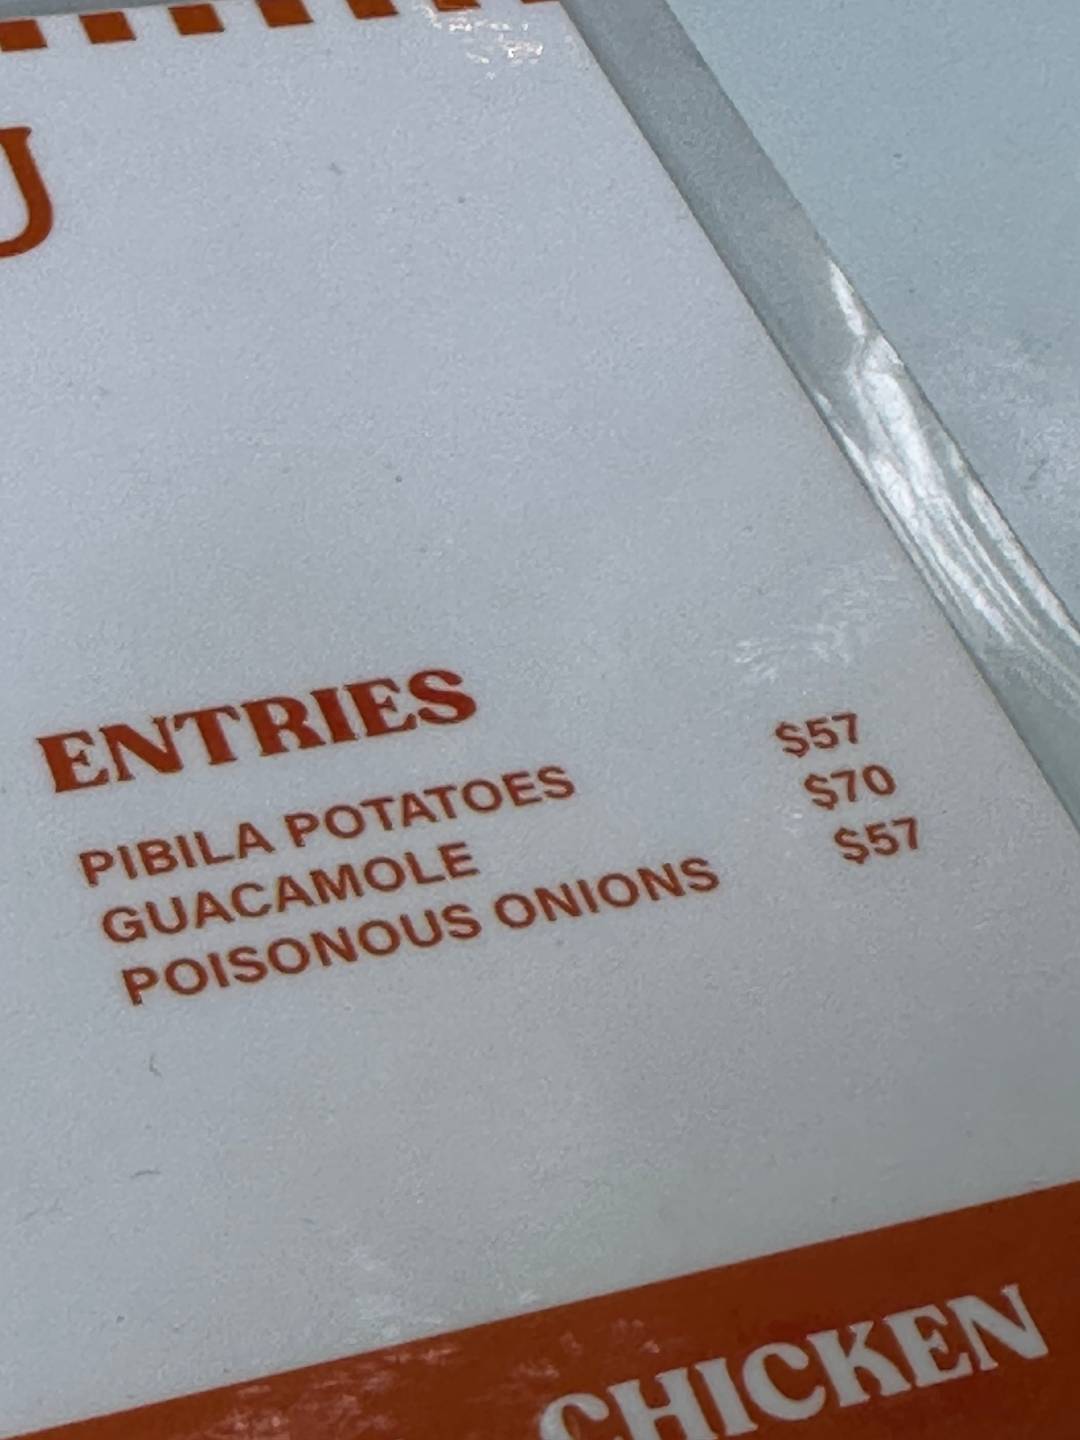 U
ENTRIES
PIBILA POTATOES $57
GUACAMOLE $70
POISONOUS ONIONS $57
CHICKEN